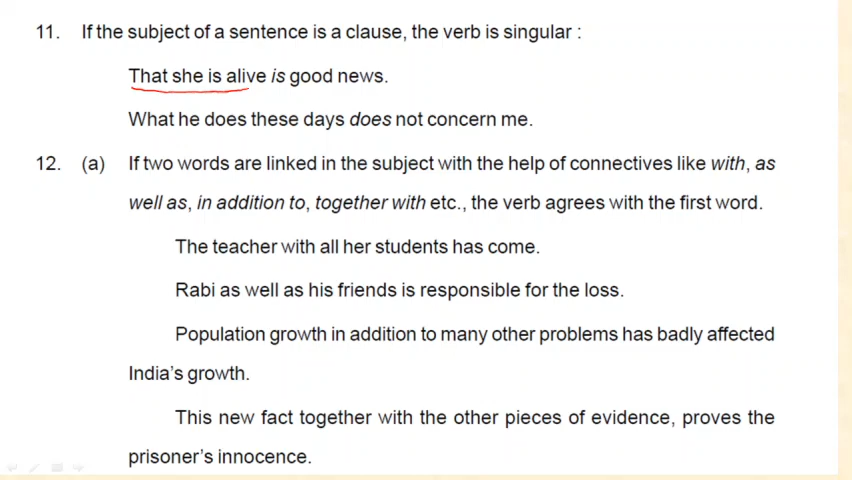 11. If the subject of a sentence is a clause, the verb is singular :
That she is alive is good news.
What he does these days does not concern me.
12. (a) If two words are linked in the subject with the help of connectives like with, as
well as, in addition to, together with etc., the verb agrees with the first word.
The teacher with all her students has come.
Rabi as well as his friends is responsible for the loss.
Population growth in addition to many other problems has badly affected
India's growth.
This new fact together with the other pieces of evidence, proves the
prisoner's innocence.